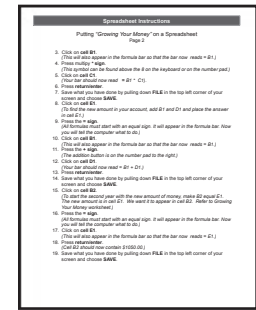 Spreadsheet Instructions
Putting "Growing Your Money" on a Spreadsheet
Page 2
3. Click on cell B1.
(This will also appear in the formula bar so that the bar now reads = B1.)
4. Press multipy * sign.
(This symbol can be found above the 8 on the keyboard or on the number pad.)
5. Click on cell C1.
(Your bar should now read = B1 * C1).
6. Press return/enter.
7. Save what you have done by pulling down FILE in the top left corner of your
screen and choose SAVE.
8. Click on cell E1.
(To find the new amount in your account, add B1 and D1 and place the answer
in cell E1.)
9. Press the = sign.
(All formulas must start with an equal sign. It will appear in the formula bar. Now
you will tell the computer what to do.)
10. Click on cell B1.
(This will also appear in the formula bar so that the bar now reads = B1.)
11. Press the + sign.
(The addition button is on the number pad to the right.)
12. Click on cell D1.
(Your bar should now read = B1 + D1.)
13. Press return/enter.
14. Save what you have done by pulling down FILE in the top left corner of your
screen and choose SAVE.
15. Click on cell B2.
(To start the second year with the new amount of money, make B2 equal E1.
The new amount is in cell E1. We want it to appear in cell B2. Refer to Growing
Your Money worksheet.)
16. Press the = sign.
(All formulas must start with an equal sign. It will appear in the formula bar. Now
you will tell the computer what to do.)
17. Click on cell E1.
(This will also appear in the formula bar so that the bar now reads = E1.)
18. Press return/enter.
(Cell B2 should now contain $1050.00.)
19. Save what you have done by pulling down FILE in the top left corner of your
screen and choose SAVE.